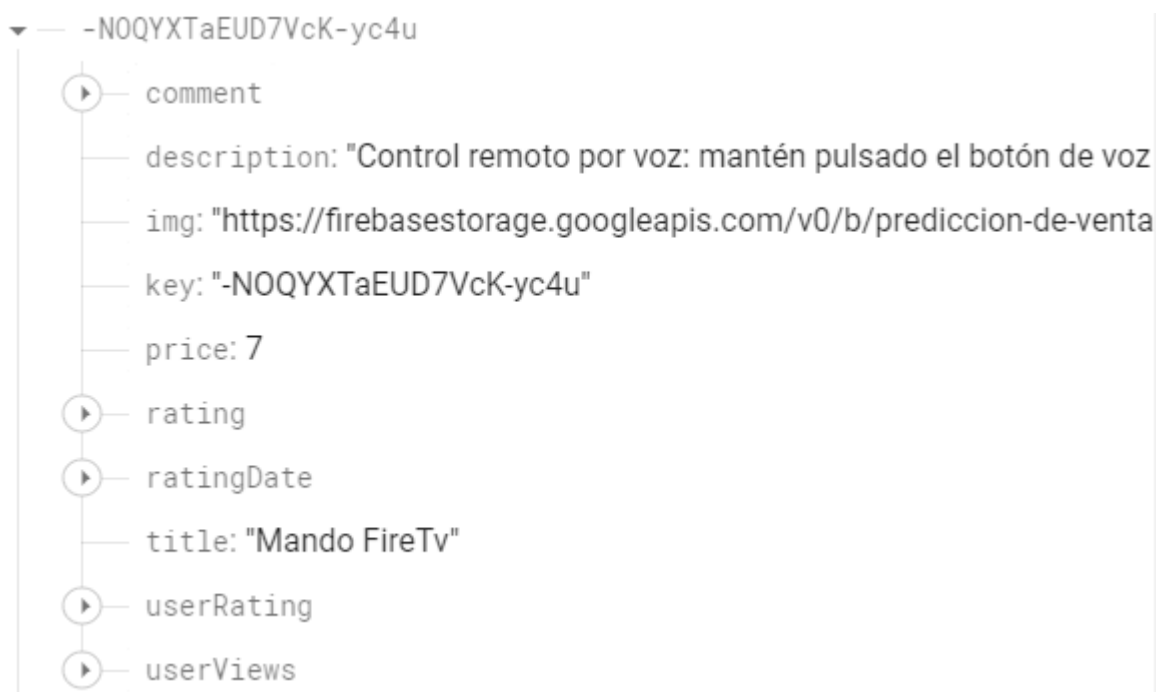 -NOQYXTaEUD7VcK-yc4u
comment
description: "Control remoto por voz: mantén pulsado el botón de voz
img: "https://firebasestorage.googleapis.com/v0/b/prediccion-de-venta
key: "-NOQYXTaEUD7VcK-yc4u"
price: 7
rating
ratingDate
title: "Mando FireTv"
userRating
userViews